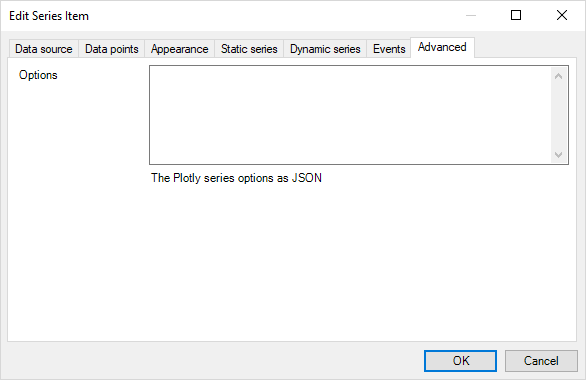 Edit Series Item
Data source Data points Appearance Static series Dynamic series Events Advanced
Options
The Plotly series options as JSON
OK Cancel